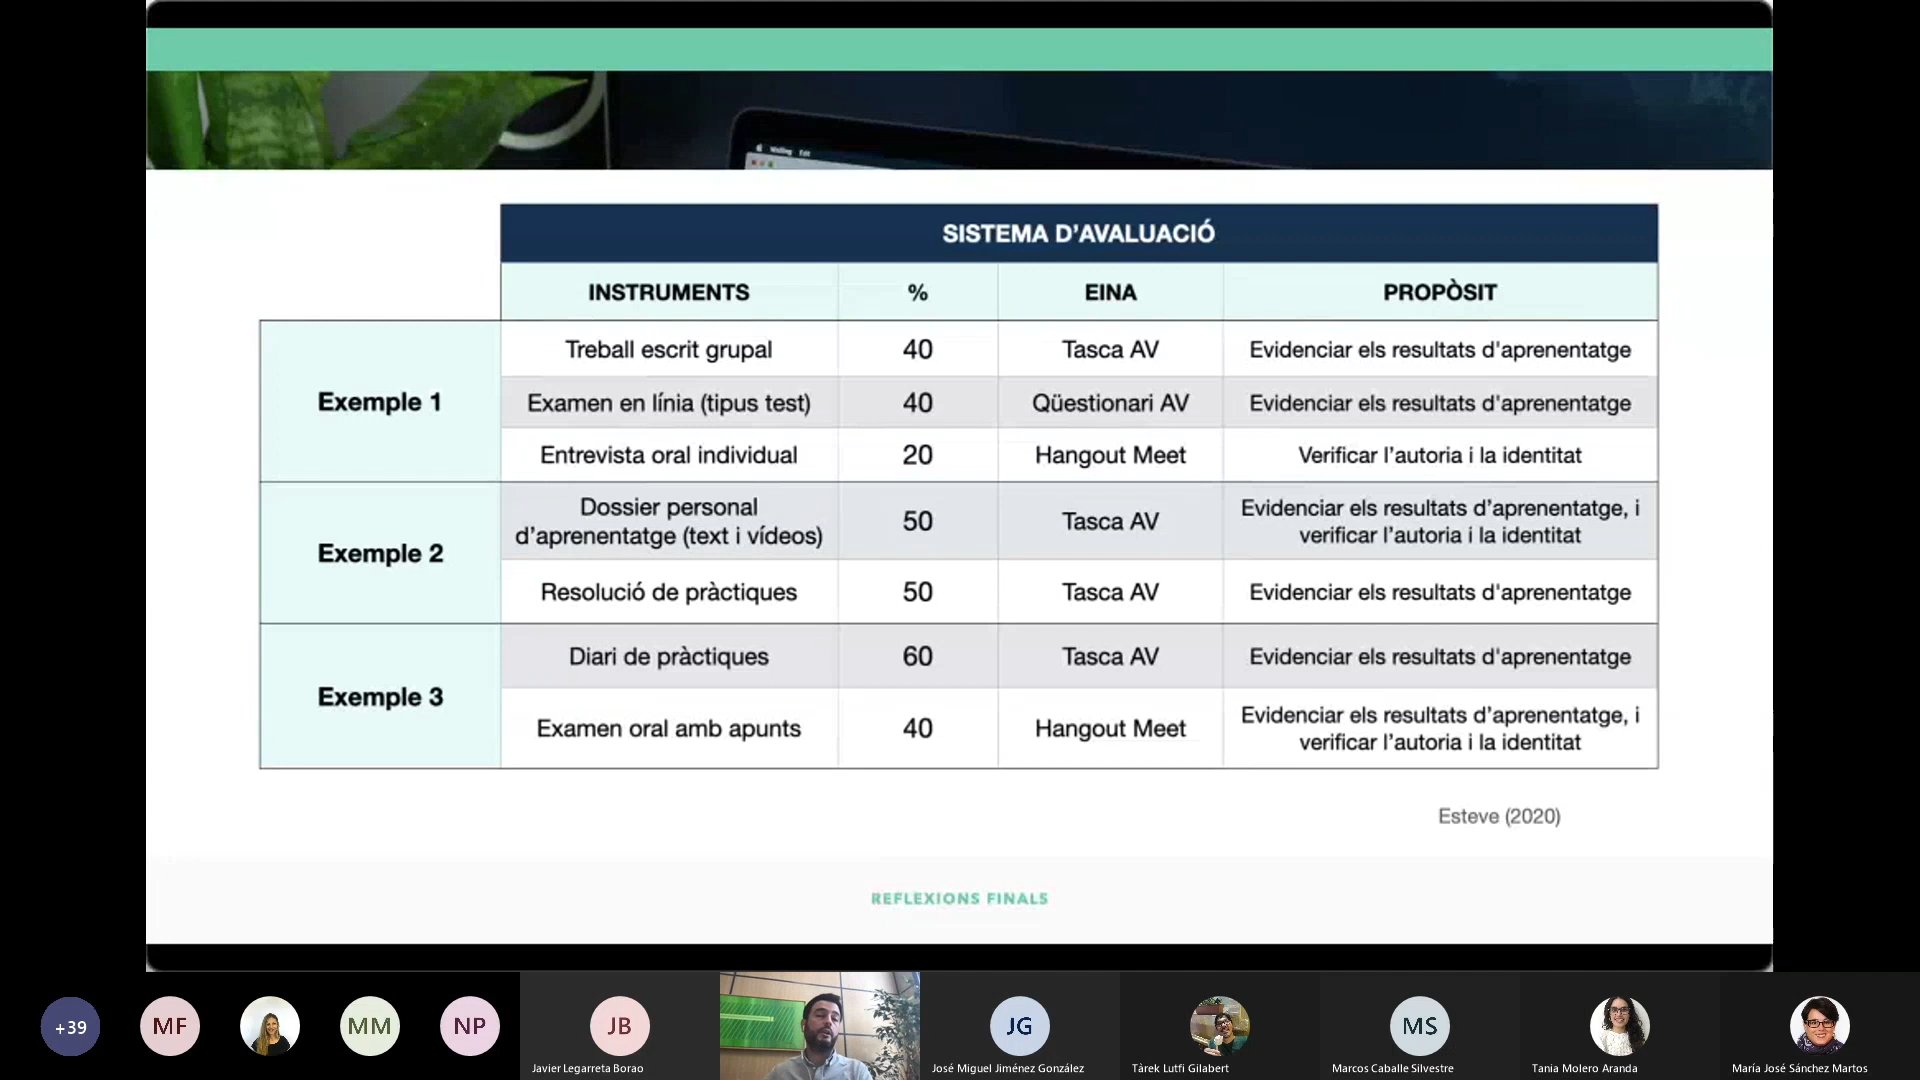 SISTEMA D'AVALUACIÓ
INSTRUMENTS % EINA PROPÒSIT
Exemple 1
Treball escrit grupal 40 Tasca AV Evidenciar els resultats d'aprenentatge
Examen en línia (tipus test) 40 Qüestionari AV Evidenciar els resultats d'aprenentatge
Entrevista oral individual 20 Hangout Meet Verificar l'autoria i la identitat
Exemple 2
Dossier personal
d'aprenentatge (text i vídeos)
50 Tasca AV
Evidenciar els resultats d'aprenentatge, i
verificar l'autoria i la identitat
Resolució de pràctiques 50 Tasca AV Evidenciar els resultats d'aprenentatge
Exemple 3
Diari de pràctiques 60 Tasca AV Evidenciar els resultats d'aprenentatge
Examen oral amb apunts 40 Hangout Meet
Evidenciar els resultats d'aprenentatge, i
verificar l'autoria i la identitat
Esteve (2020)
REFLEXIONS FINALS
+39 MF MM NP JB JG MS
Javier Legarreta Borao
José Miguel Jiménez González
Tàrek Lutfi Gilabert
Marcos Caballe Silvestre
Tania Molero Aranda
María José Sánchez Martos